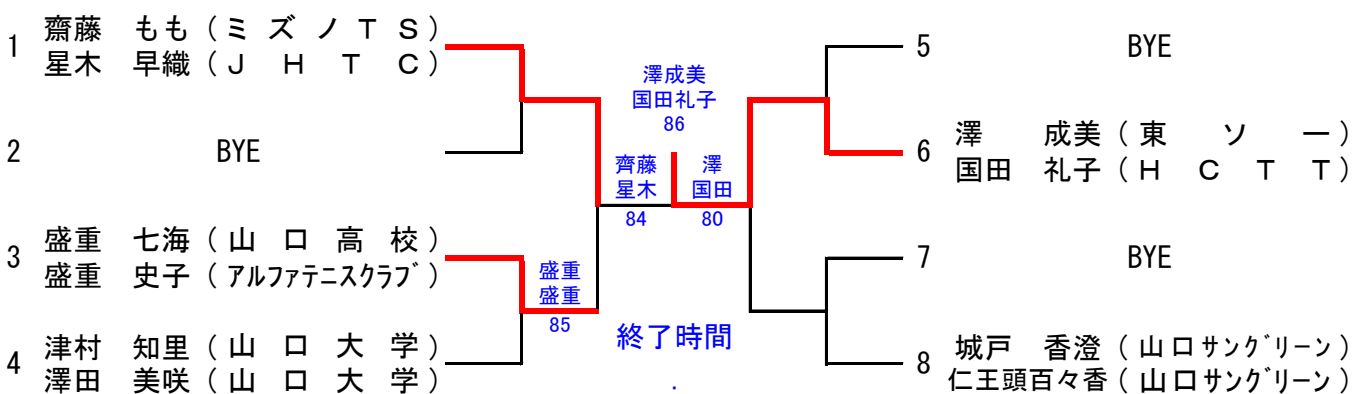 1 齋藤 もも(ミズノTS)
星木 早織(JHTC)
2 BYE
3 盛重 七海(山口高校)
盛重 史子(アルファテニスクラブ)
4 津村 知里(山口大学)
澤田 美咲(山口大学)
盛重
盛重
85
齊藤
星木
84
澤成美
国田礼子
86
澤
国田
80
終了時間
.
5 BYE
6 澤 成美(東ソー)
国田 礼子(HCTT)
7 BYE
8 城戸 香澄(山口サングリーン)
仁王頭百々香(山口サングリーン)